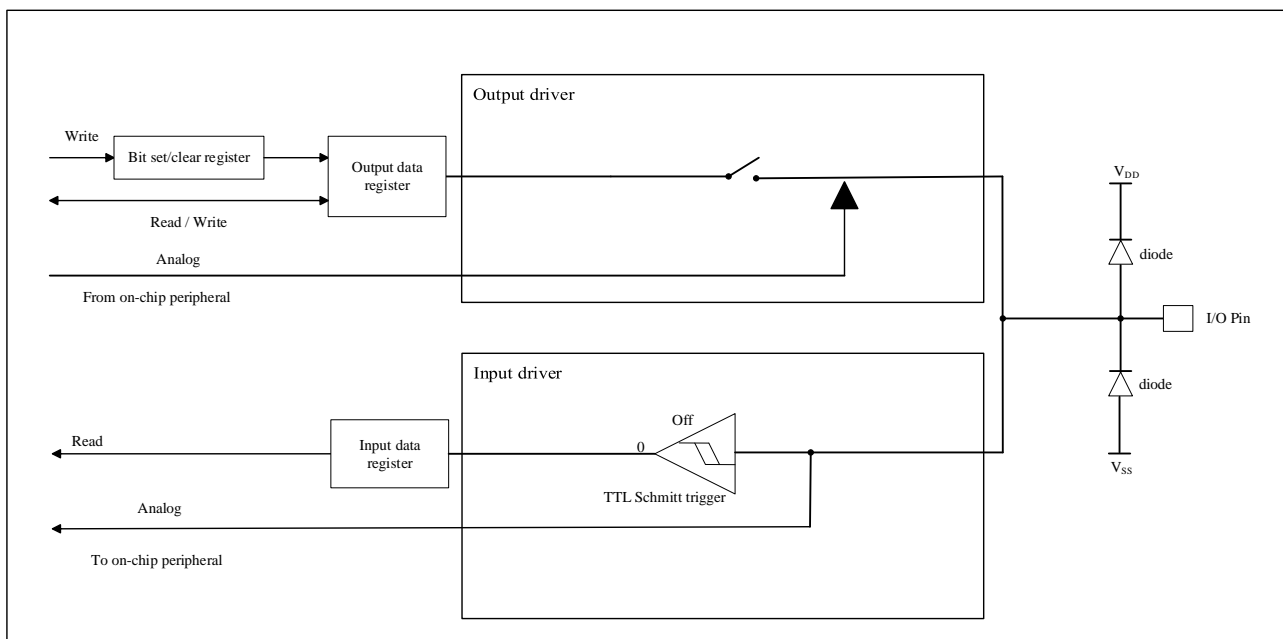 Output driver
Write
Bit set/clear register
Output data
register
Read / Write
Analog
From on-chip peripheral
VDD
diode
I/O Pin
diode
VSS
Input driver
Off
0
TTL Schmitt trigger
Read
Input data
register
Analog
To on-chip peripheral